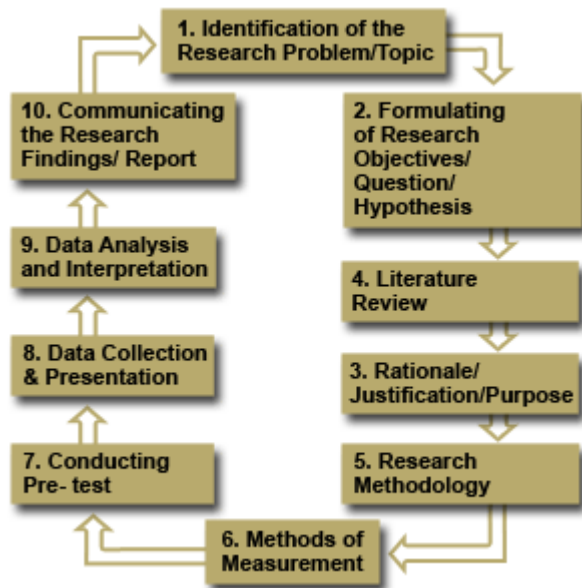 1. Identification of the
Research Problem/Topic
2. Formulating
of Research
Objectives/
Question/
Hypothesis
4. Literature
Review
3. Rationale/
Justification/Purpose
5. Research
Methodology
6. Methods of
Measurement
7. Conducting
Pre- test
8. Data Collection
& Presentation
9. Data Analysis
and Interpretation
10. Communicating
the Research
Findings/ Report